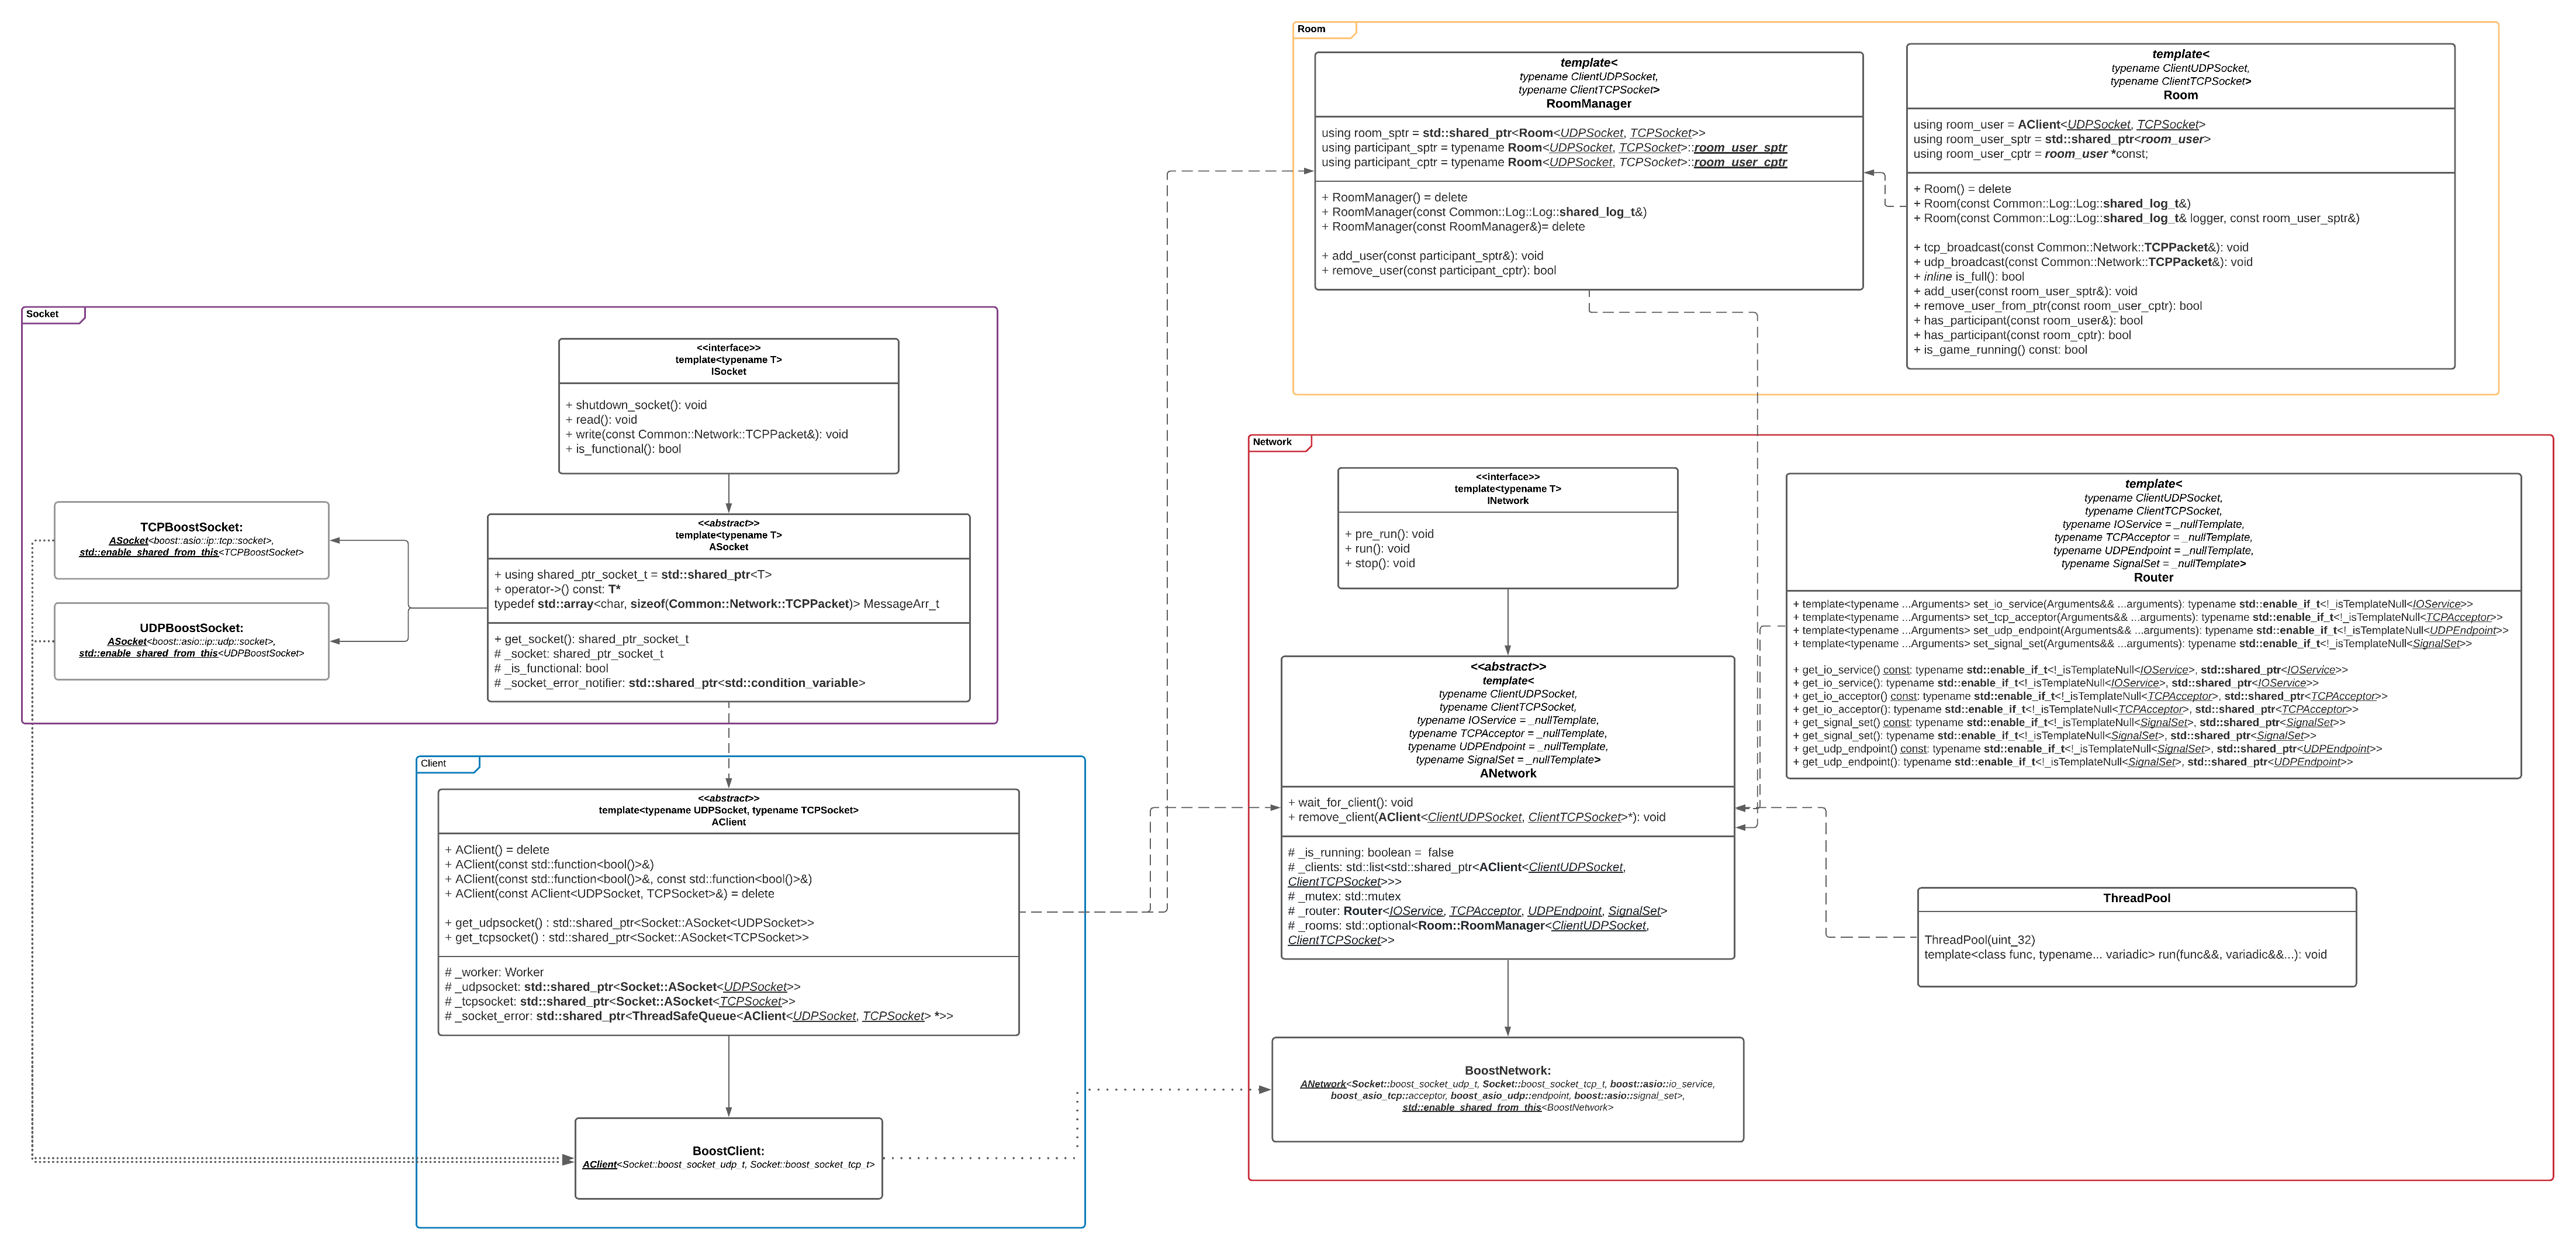 Room
template<
typename ClientUDPSocket,
typename ClientTCPSocket>
RoomManager
using room_sptr = std::shared_ptr<Room<UDPSocket, TCPSocket>>
using participant_sptr = typename Room<UDPSocket, TCPSocket>::room_user_sptr
using participant_cptr = typename Room<UDPSocket, TCPSocket>::room_user_cptr
+ RoomManager() = delete
+ RoomManager(const Common::Log::Log::shared_log_t&)
+ RoomManager(const RoomManager&)= delete
+ add_user(const participant_sptr&): void
+ remove_user(const participant_cptr): bool
template<
typename ClientUDPSocket,
typename ClientTCPSocket>
Room
using room_user = AClient<UDPSocket, TCPSocket>
using room_user_sptr = std::shared_ptr<room_user>
using room_user_cptr = room_user *const;
+ Room() = delete
+ Room(const Common::Log::Log::shared_log_t&)
+ Room(const Common::Log::Log::shared_log_t& logger, const room_user_sptr&)
+ tcp_broadcast(const Common::Network::TCPPacket&): void
+ udp_broadcast(const Common::Network::TCPPacket&): void
+ inline is_full(): bool
+ add_user(const room_user_sptr&): void
+ remove_user_from_ptr(const room_user_cptr): bool
+ has_participant(const room_user&): bool
+ has_participant(const room_cptr): bool
+ is_game_running() const: bool
Socket
<<interface>>
template<typename T>
ISocket
+ shutdown_socket(): void
+ read(): void
+ write(const Common::Network::TCPPacket&): void
+ is_functional(): bool
TCPBoostSocket:
ASocket<boost::asio::ip::tcp::socket>,
std::enable_shared_from_this<TCPBoostSocket>
UDPBoostSocket:
ASocket<boost::asio::ip::udp::socket>,
std::enable_shared_from_this<UDPBoostSocket>
<<abstract>>
template<typename T>
ASocket
+ using shared_ptr_socket_t = std::shared_ptr<T>
+ operator->() const: T*
typedef std::array<char, sizeof(Common::Network::TCPPacket)> MessageArr_t
+ get_socket(): shared_ptr_socket_t
# _socket: shared_ptr_socket_t
# _is_functional: bool
# _socket_error_notifier: std::shared_ptr<std::condition_variable>
Client
<<abstract>>
template<typename UDPSocket, typename TCPSocket>
AClient
+ AClient() = delete
+ AClient(const std::function<bool()>&)
+ AClient(const std::function<bool()>&, const std::function<bool()>&)
+ AClient(const AClient<UDPSocket, TCPSocket>&) = delete
+ get_udpsocket() : std::shared_ptr<Socket::ASocket<UDPSocket>>
+ get_tcpsocket() : std::shared_ptr<Socket::ASocket<TCPSocket>>
# _worker: Worker
# _udpsocket: std::shared_ptr<Socket::ASocket<UDPSocket>>
# _tcpsocket: std::shared_ptr<Socket::ASocket<TCPSocket>>
# _socket_error: std::shared_ptr<ThreadSafeQueue<AClient<UDPSocket, TCPSocket> *>>
BoostClient:
AClient<Socket::boost_socket_udp_t, Socket::boost_socket_tcp_t>
Network
<<interface>>
template<typename T>
INetwork
+ pre_run(): void
+ run(): void
+ stop(): void
<<abstract>>
template<
typename ClientUDPSocket,
typename ClientTCPSocket,
typename IOService = _nullTemplate,
typename TCPAcceptor = _nullTemplate,
typename UDPEndpoint = _nullTemplate,
typename SignalSet = _nullTemplate>
ANetwork
+ wait_for_client(): void
+ remove_client(AClient<ClientUDPSocket, ClientTCPSocket>*): void
# _is_running: boolean =  false
# _clients: std::list<std::shared_ptr<AClient<ClientUDPSocket,
ClientTCPSocket>>>
# _mutex: std::mutex
# _router: Router<IOService, TCPAcceptor, UDPEndpoint, SignalSet>
# _rooms: std::optional<Room::RoomManager<ClientUDPSocket,
ClientTCPSocket>>
BoostNetwork:
ANetwork<Socket::boost_socket_udp_t, Socket::boost_socket_tcp_t, boost::asio::io_service,
boost_asio_tcp::acceptor, boost_asio_udp::endpoint, boost::asio::signal_set>,
std::enable_shared_from_this<BoostNetwork>
template<
typename ClientUDPSocket,
typename ClientTCPSocket,
typename IOService = _nullTemplate,
typename TCPAcceptor = _nullTemplate,
typename UDPEndpoint = _nullTemplate,
typename SignalSet = _nullTemplate>
Router
+ template<typename ...Arguments> set_io_service(Arguments&& ...arguments): typename std::enable_if_t<!_isTemplateNull<IOService>>
+ template<typename ...Arguments> set_tcp_acceptor(Arguments&& ...arguments): typename std::enable_if_t<!_isTemplateNull<TCPAcceptor>>
+ template<typename ...Arguments> set_udp_endpoint(Arguments&& ...arguments): typename std::enable_if_t<!_isTemplateNull<UDPEndpoint>>
+ template<typename ...Arguments> set_signal_set(Arguments&& ...arguments): typename std::enable_if_t<!_isTemplateNull<SignalSet>>
+ get_io_service() const: typename std::enable_if_t<!_isTemplateNull<IOService>, std::shared_ptr<IOService>>
+ get_io_service(): typename std::enable_if_t<!_isTemplateNull<IOService>, std::shared_ptr<IOService>>
+ get_io_acceptor() const: typename std::enable_if_t<!_isTemplateNull<TCPAcceptor>, std::shared_ptr<TCPAcceptor>>
+ get_io_acceptor(): typename std::enable_if_t<!_isTemplateNull<TCPAcceptor>, std::shared_ptr<TCPAcceptor>>
+ get_signal_set() const: typename std::enable_if_t<!_isTemplateNull<SignalSet>, std::shared_ptr<SignalSet>>
+ get_signal_set(): typename std::enable_if_t<!_isTemplateNull<SignalSet>, std::shared_ptr<SignalSet>>
+ get_udp_endpoint() const: typename std::enable_if_t<!_isTemplateNull<SignalSet>, std::shared_ptr<UDPEndpoint>>
+ get_udp_endpoint(): typename std::enable_if_t<!_isTemplateNull<SignalSet>, std::shared_ptr<UDPEndpoint>>
ThreadPool
ThreadPool(uint_32)
template<class func, typename... variadic> run(func&&, variadic&&...): void